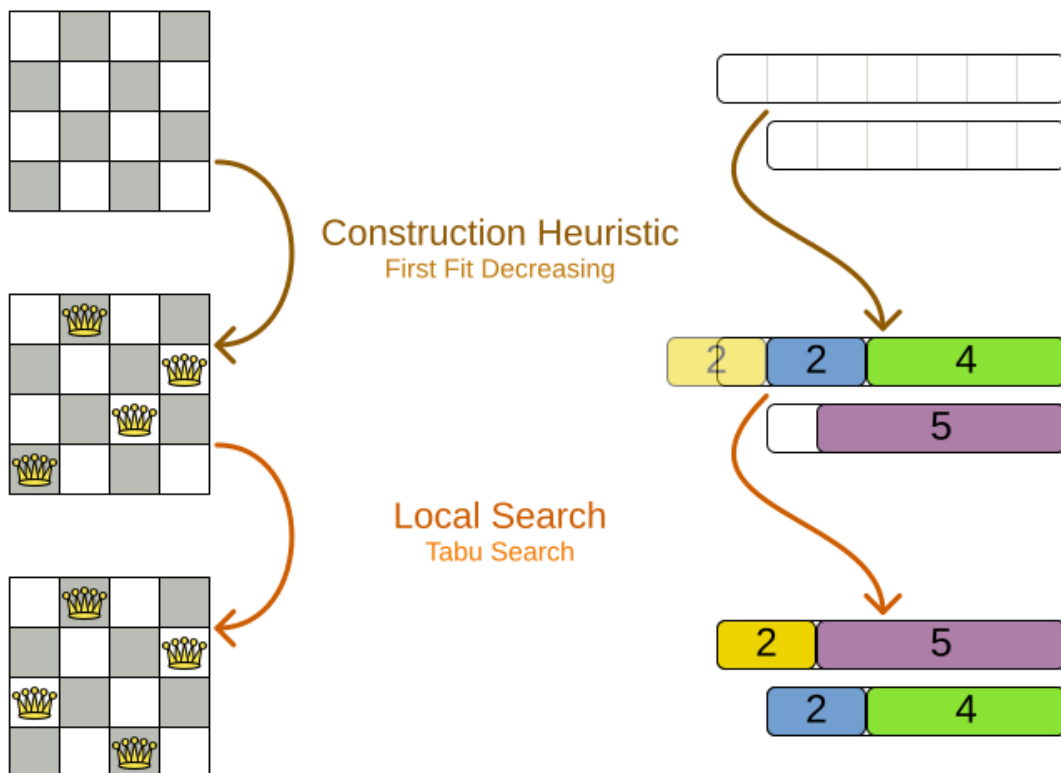 Construction Heuristic
First Fit Decreasing
2 2 4
5
Local Search
Tabu Search
2 5
2 4